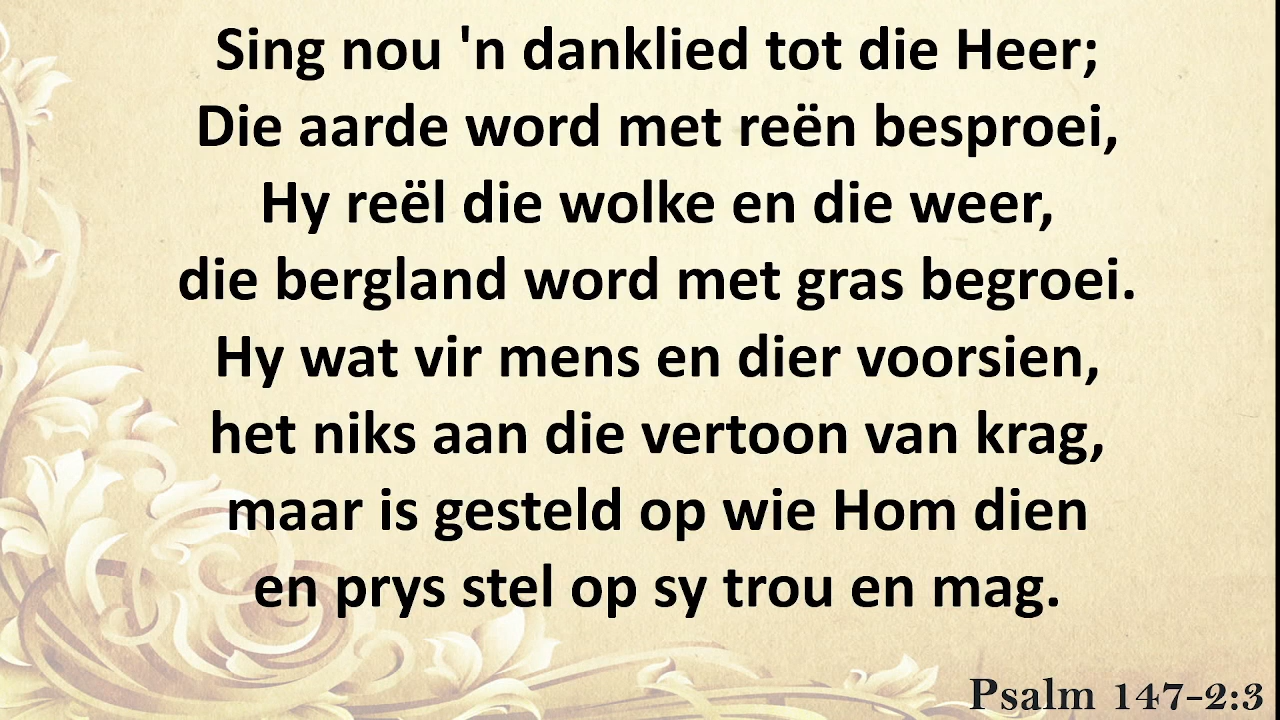 Sing nou 'n danklied tot die Heer;
Die aarde word met reën besproei,
Hy reël die wolke en die weer,
die bergland word met gras begroei.
Hy wat vir mens en dier voorsien,
het niks aan die vertoon van krag,
maar is gesteld op wie Hom dien
en prys stel op sy trou en mag.
Psalm 147-2:3